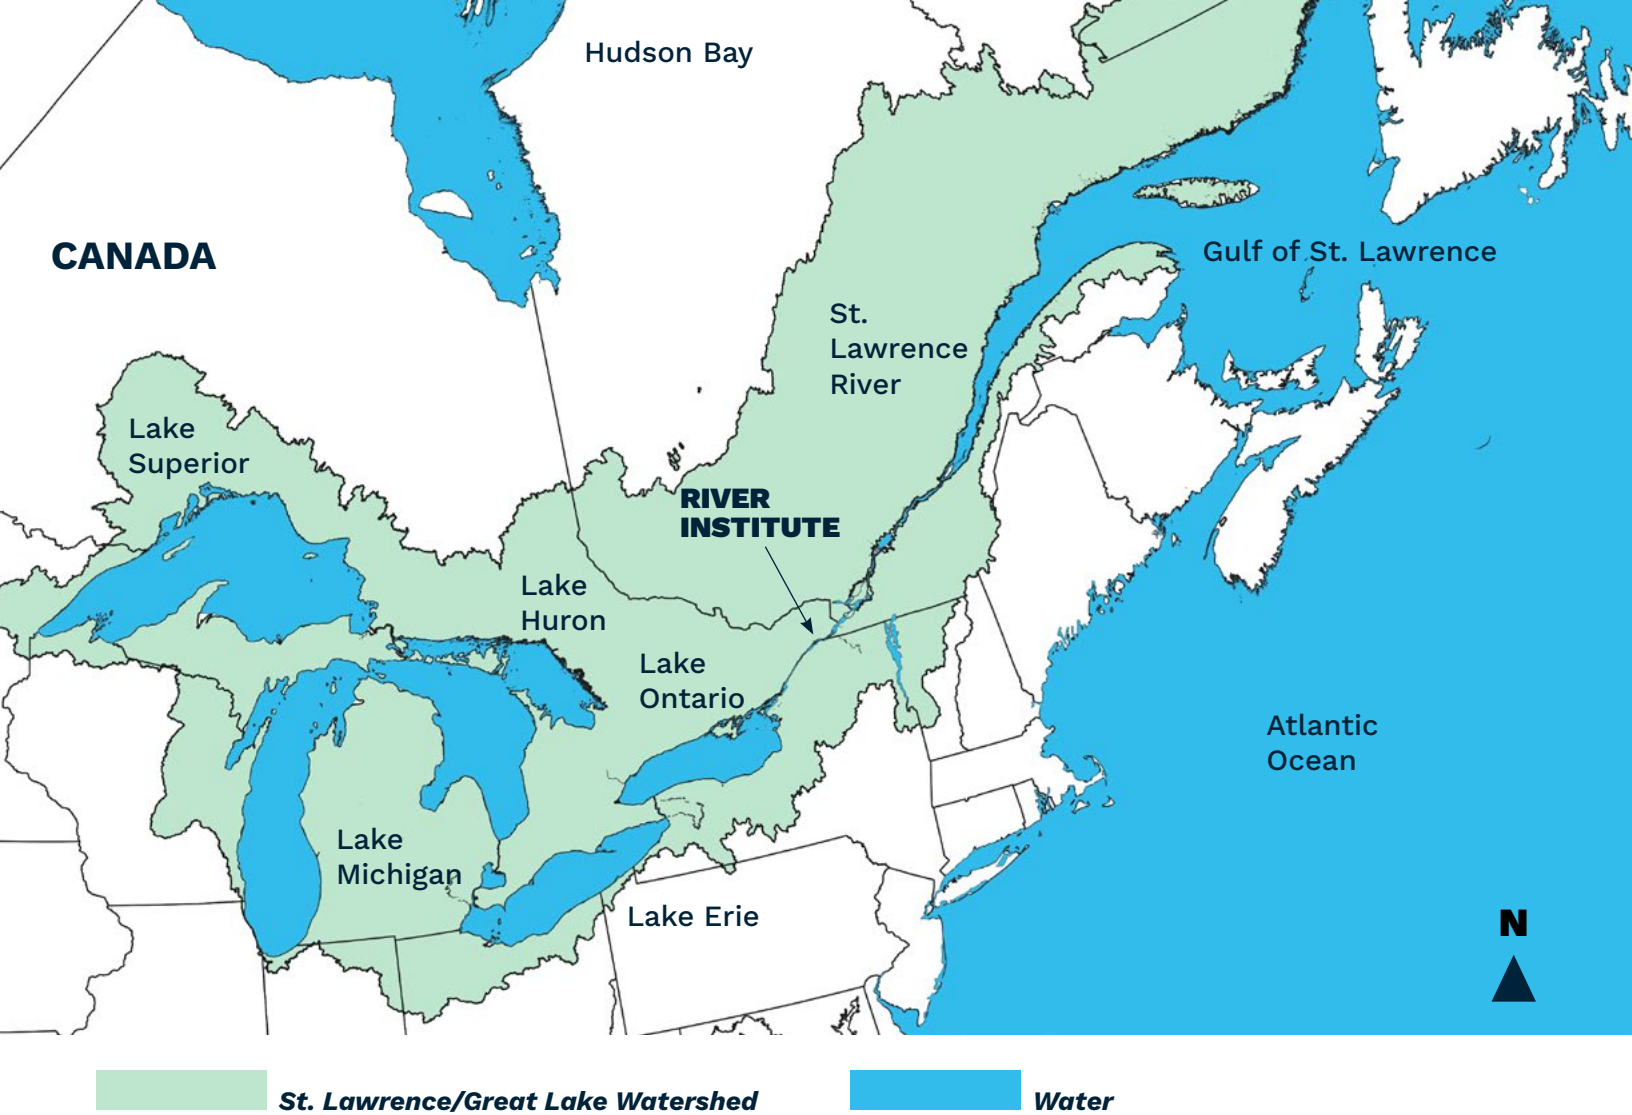 Hudson Bay
CANADA
Gulf of St. Lawrence
St.
Lawrence
River
Lake
Superior
RIVER
INSTITUTE
Lake
Huron
Lake
Ontario
Atlantic
Ocean
Lake
Michigan
Lake Erie
N
St. Lawrence/Great Lake Watershed
Water